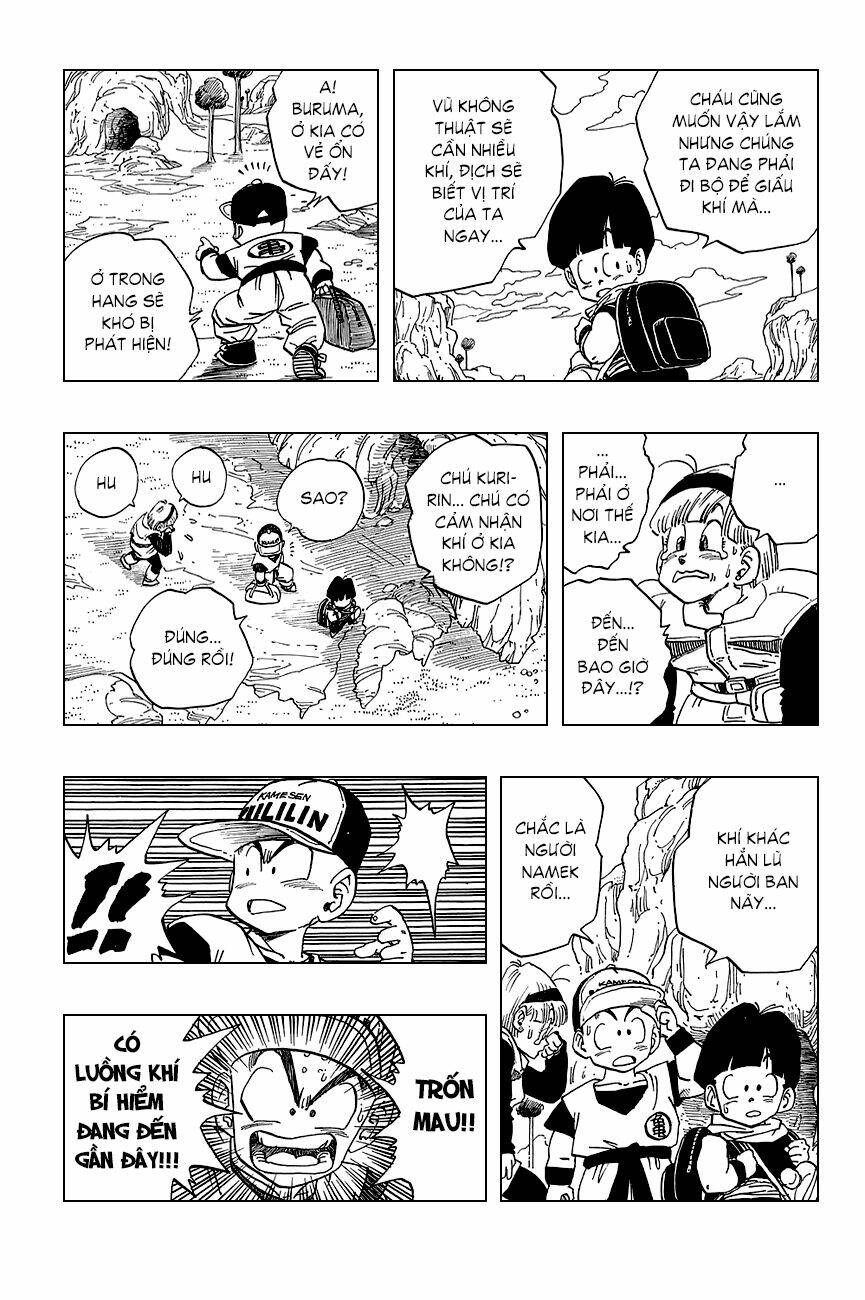 CHÁU CŨNG
MUỐN VẬY LẮM
NHƯNG CHÚNG
TA ĐANG PHẢI
ĐI BỘ ĐỂ GIẤU
KHÍ MÀ...
VŨ KHÔNG
THUẬT SẼ
CẦN NHIỀU
KHÍ, ĐỊCH SẼ
BIẾT VỊ TRÍ
CỦA TA
NGAY...
A!
BURUMA,
Ở KIA CÓ
VẺ ỔN
ĐẤY!
Ở TRONG
HANG SẼ
KHÓ BỊ
PHÁT HIỆN!
...
...
PHẢI...
PHẢI Ở
NƠI THẾ
KIA...
ĐẾN...
ĐẾN
BAO GIỜ
ĐÂY...!?
CHÚ KURI-
RIN... CHÚ CÓ
CẢM NHẬN
KHÍ Ở KIA
KHÔNG!?
SAO?
HU
HU
ĐÚNG...
ĐÚNG RỒI!
KHÍ KHÁC
HẲN LŨ
NGƯỜI BAN
NÃY...
CHẮC LÀ
NGƯỜI
NAMEK
RỒI...
KAMESEN
KAMESEN
ILILIN
!!
TRỐN
MAU!!
CÓ
LUỒNG KHÍ
BÍ HIỂM
ĐANG ĐẾN
GẦN ĐÂY!!!